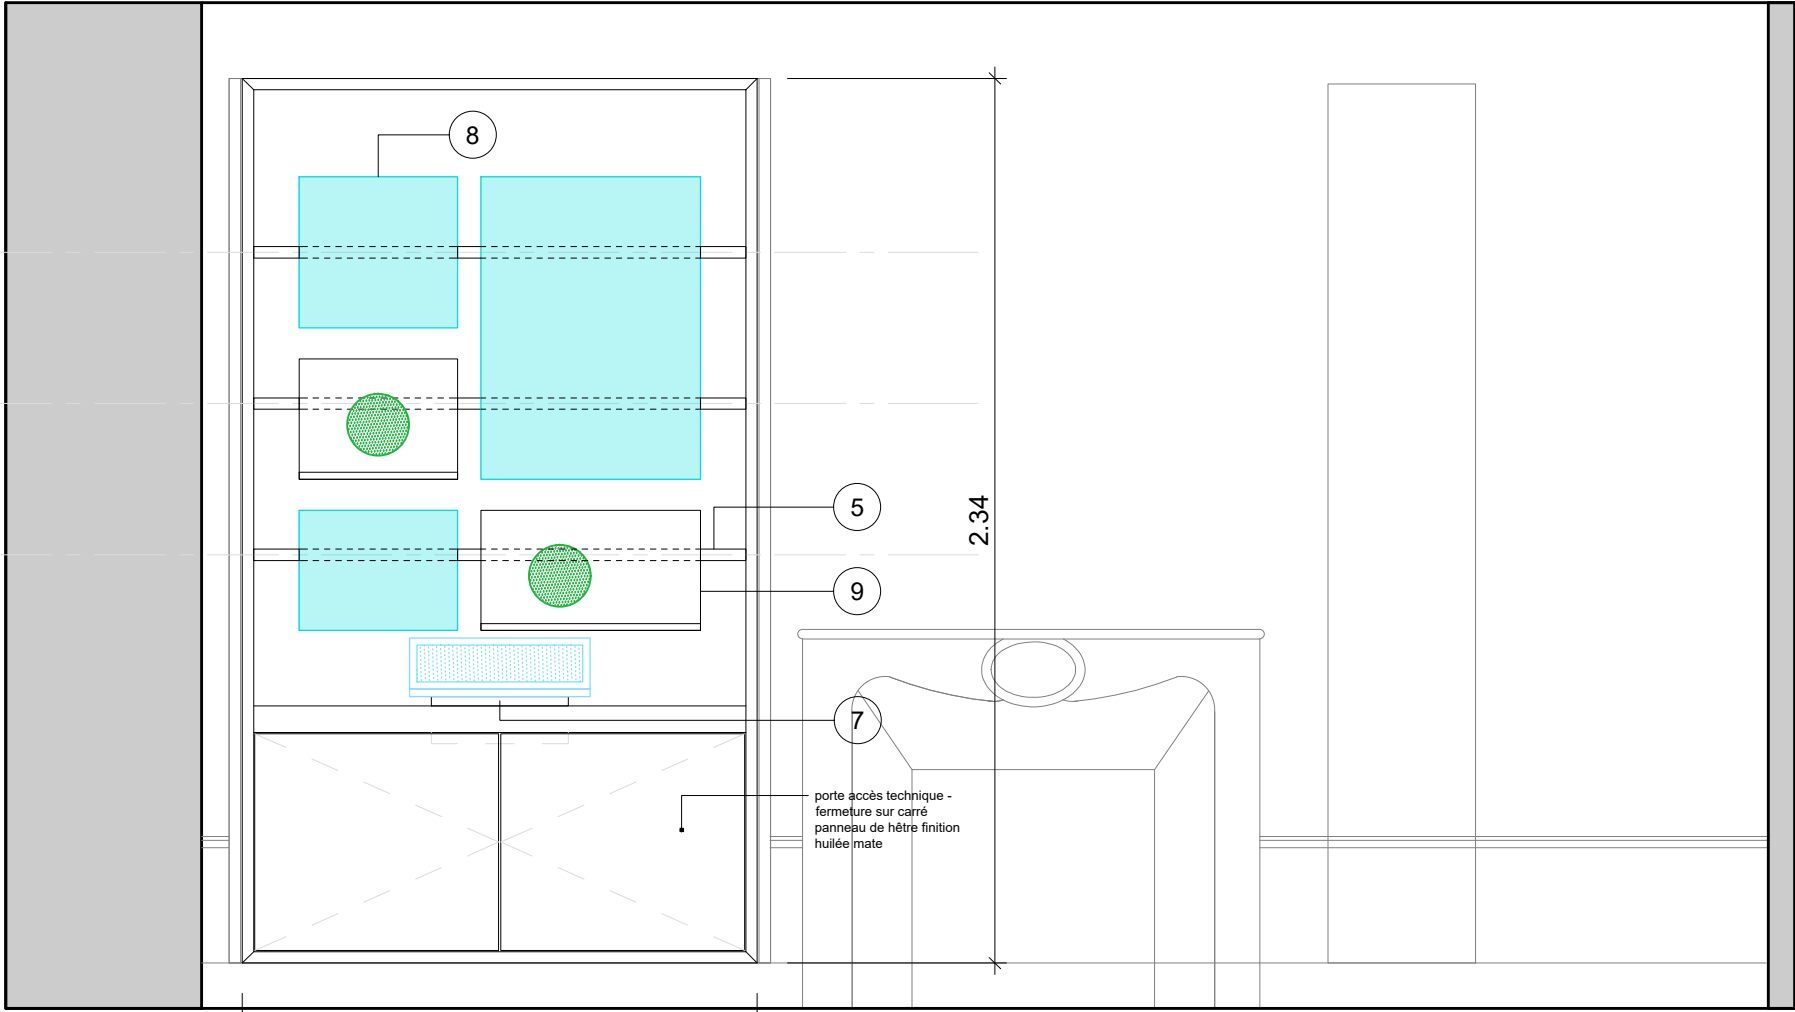 8
5
2.34
9
7
porte accès technique -
fermeture sur carré
panneau de hêtre finition
huilée mate